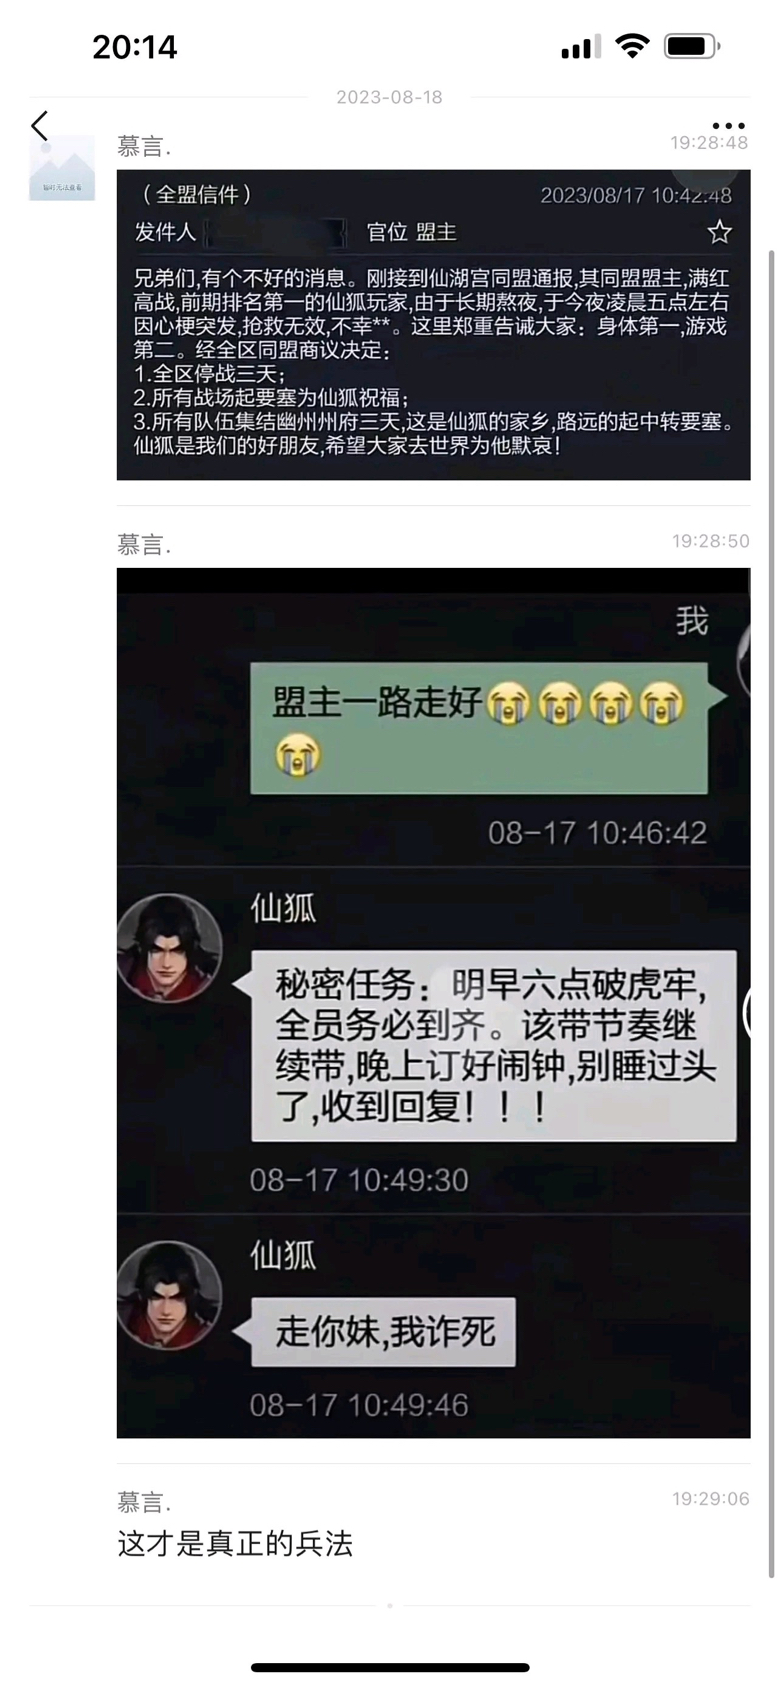 20:14
2023-08-18
慕言.
19:28:48
（全盟信件）
2023/08/17 10:42:48
发件人
官位 盟主
兄弟们,有个不好的消息。刚接到仙湖宫同盟通报,其同盟盟主,满红
高战,前期排名第一的仙狐玩家,由于长期熬夜,于今夜凌晨五点左右
因心梗突发,抢救无效,不幸**。这里郑重告诫大家：身体第一,游戏
第二。经全区同盟商议决定：
1.全区停战三天；
2.所有战场起要塞为仙狐祝福；
3.所有队伍集结幽州州府三天,这是仙狐的家乡,路远的起中转要塞。
仙狐是我们的好朋友,希望大家去世界为他默哀！
慕言.
19:28:50
我
盟主一路走好😭😭😭😭
😭
08-17 10:46:42
仙狐
秘密任务：明早六点破虎牢,
全员务必到齐。该带节奏继
续带,晚上订好闹钟,别睡过头
了,收到回复！！！
08-17 10:49:30
仙狐
走你妹,我诈死
08-17 10:49:46
慕言.
19:29:06
这才是真正的兵法